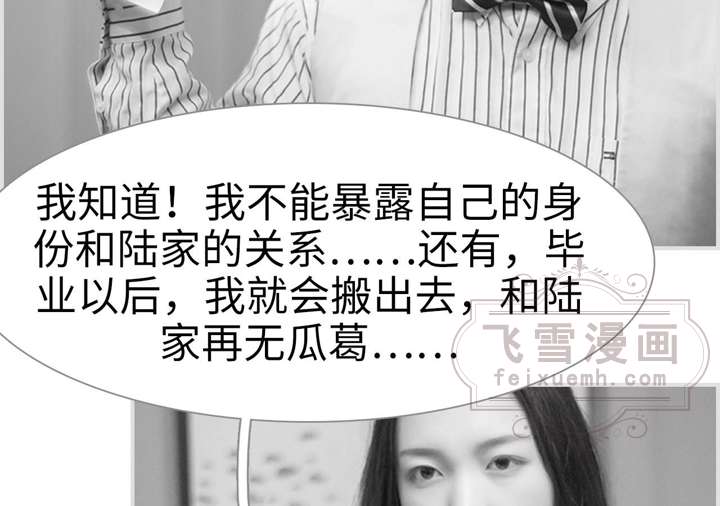 我知道！我不能暴露自己的身
份和陆家的关系……还有，毕
业以后，我就会搬出去，和陆
家再无瓜葛……
飞雪漫画
feixuemh.com